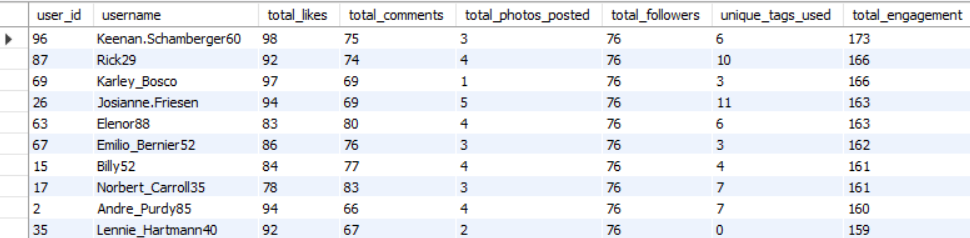 user_id username total_likes total_comments total_photos_posted total_followers unique_tags_used total_engagement
96 Keenan.Schamberger60 98 75 3 76 6 173
87 Rick29 92 74 4 76 10 166
69 Karley_Bosco 97 69 1 76 3 166
26 Josianne.Friesen 94 69 5 76 11 163
63 Elenor88 83 80 4 76 6 163
67 Emilio_Bernier52 86 76 3 76 3 162
15 Billy52 84 77 4 76 4 161
17 Norbert_Carroll35 78 83 3 76 7 161
2 Andre_Purdy85 94 66 4 76 7 160
35 Lennie_Hartmann40 92 67 2 76 0 159